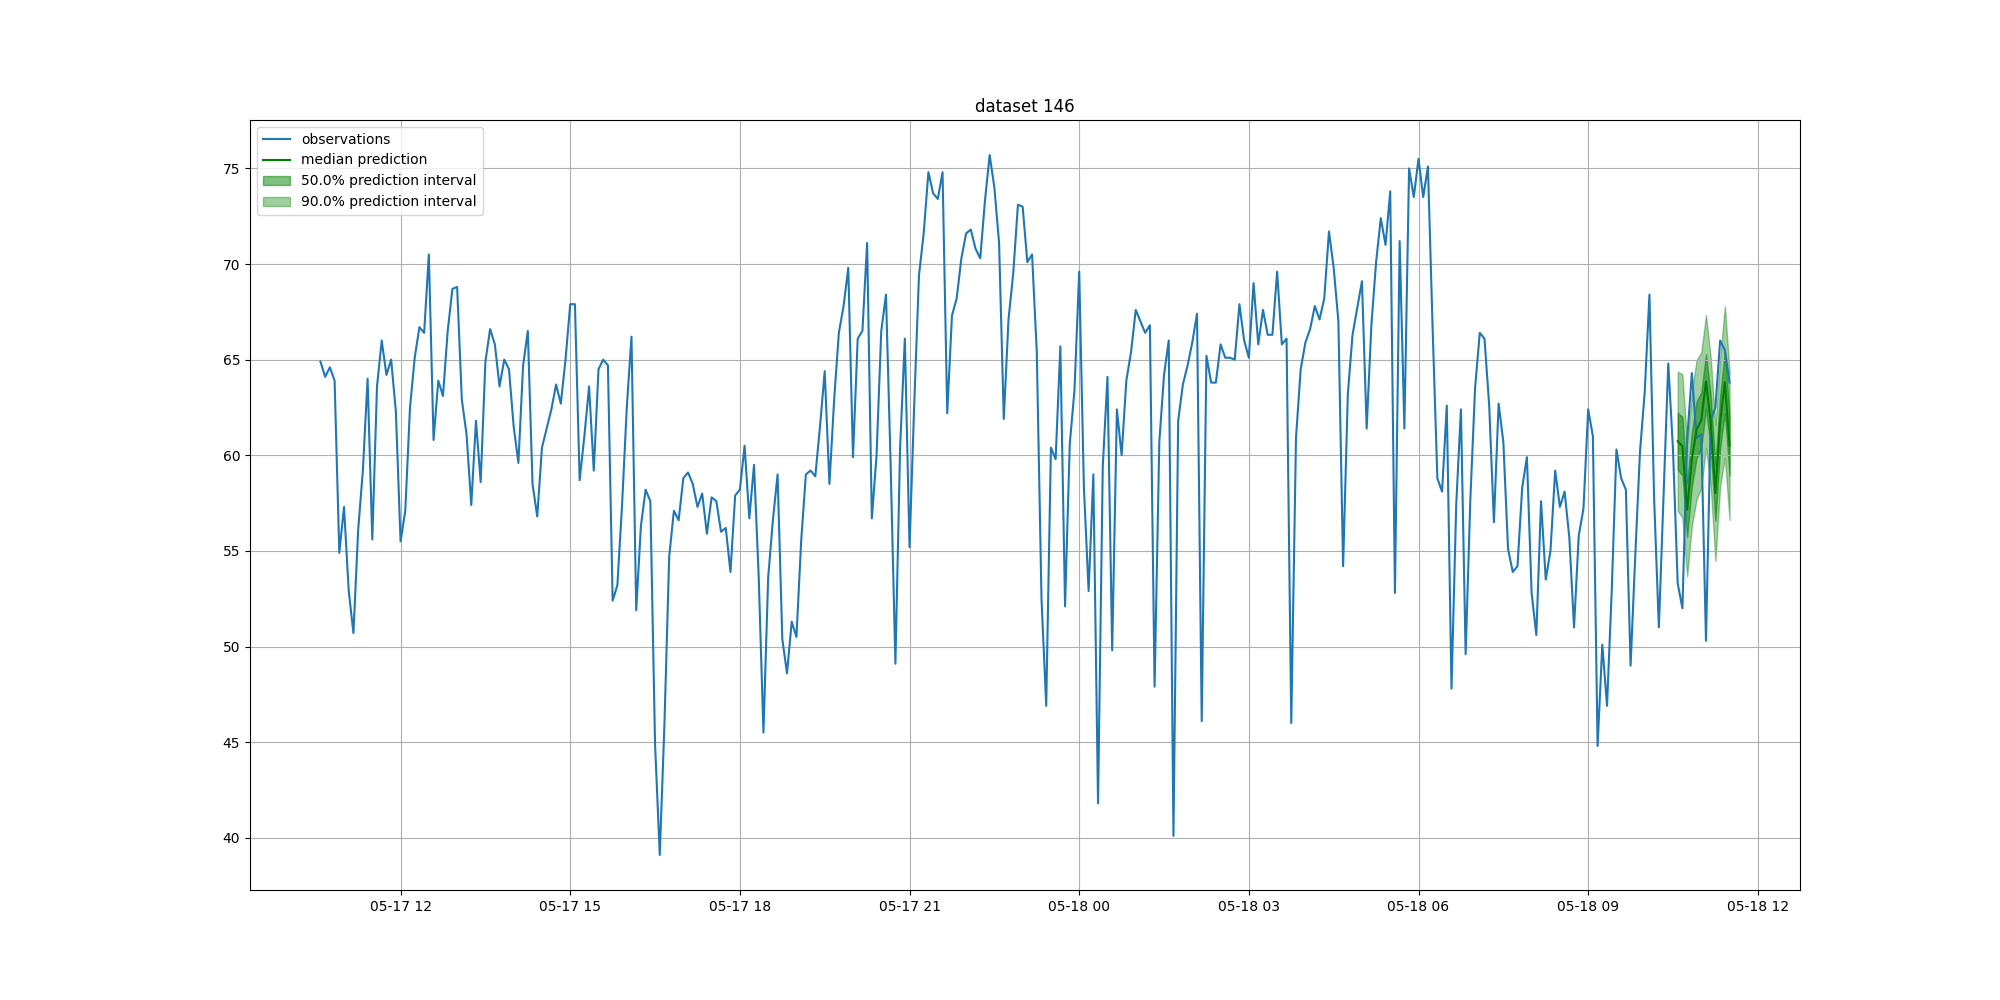 dataset 146
observations
median prediction
50.0% prediction interval
90.0% prediction interval
75
70
65
60
55
50
45
40
05-17 12 05-17 15 05-17 18 05-17 21 05-18 00 05-18 03 05-18 06 05-18 09 05-18 12